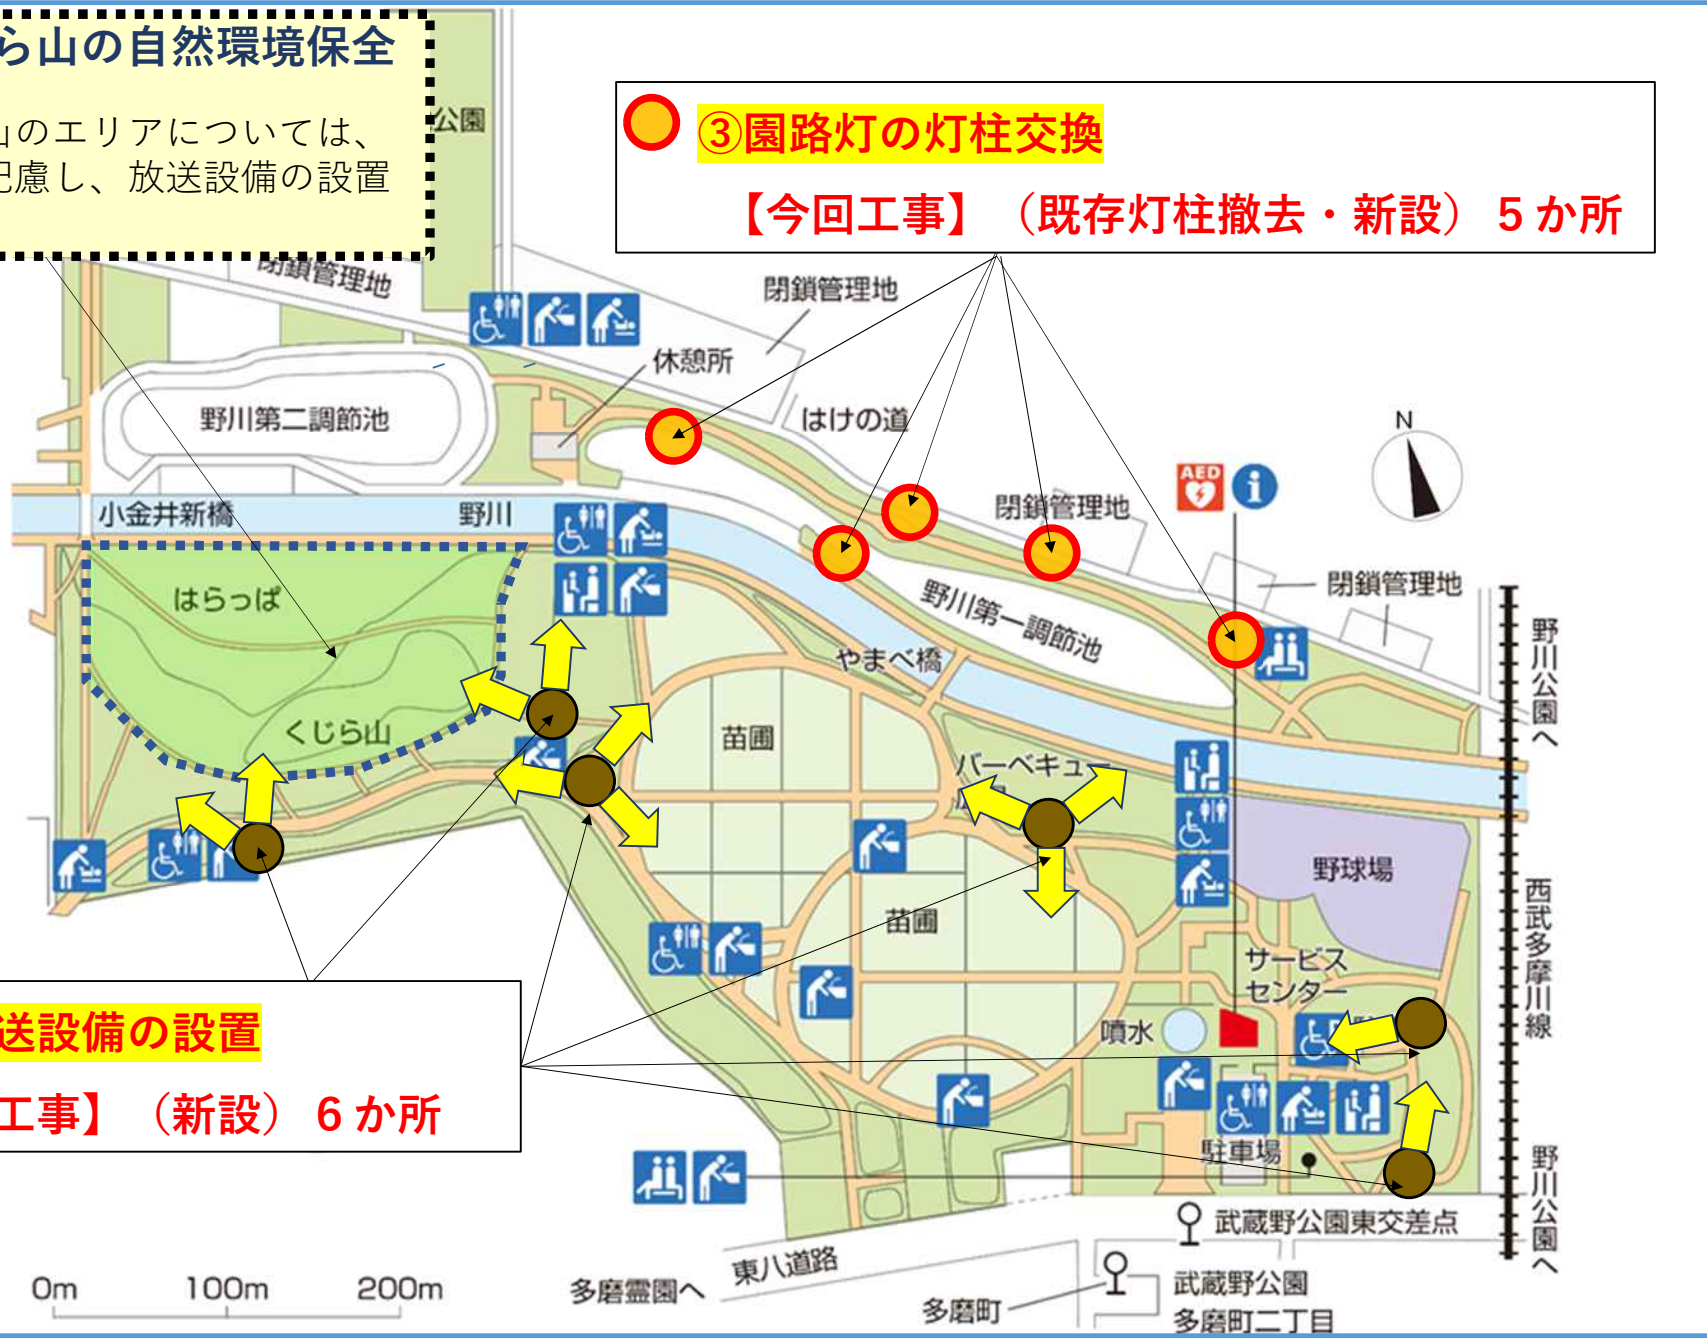 ら山の自然環境保全
山のエリアについては、
配慮し、放送設備の設置
公園
③園路灯の灯柱交換
【今回工事】（既存灯柱撤去・新設）５か所
閉鎖管理地
閉鎖管理地
休憩所
野川第二調節池
はけの道
N
AED
i
小金井新橋
野川
閉鎖管理地
閉鎖管理地
はらっぱ
野川第一調節池
やまべ橋
野川公園へ
くじら山
苗圃
バーベキュー
野球場
苗圃
西武多摩川線
サービス
センター
送設備の設置
噴水
工事】（新設）６か所
駐車場
野川公園へ
武蔵野公園東交差点
東八道路
多磨霊園へ
武蔵野公園
多磨町
多磨町二丁目
0m 100m 200m